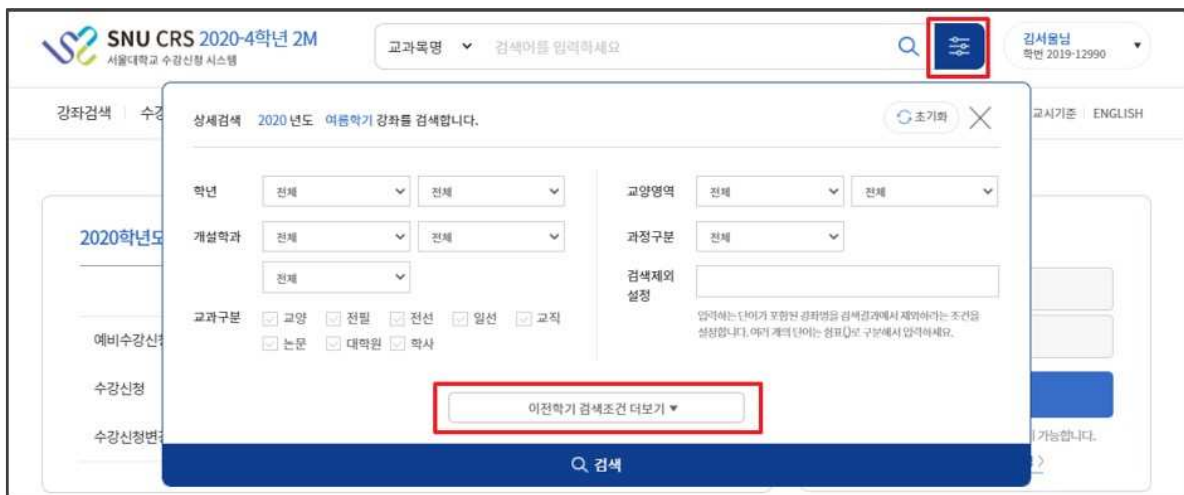 SNU CRS 2020-4학년 2M
서울대학교 수강신청 시스템
교과목명 검색어를 입력하세요
김서울님
학번 2019-12990
강좌검색 수강
교시기준 ENGLISH
상세검색 2020 년도 여름학기 강좌를 검색합니다.
초기화
학년 전체 전체
교양영역 전체 전체
2020학년도
개설학과 전체 전체
과정구분 전체
전체
검색제외
설정
교과구분 교양 전필 전선 일선 교직
논문 대학원 학사
입력하는 단어가 포함된 강좌명을 검색결과에서 제외하라는 조건을
설정합니다. 여러 개의 단어는 쉼표(,)로 구분해서 입력하세요.
예비수강신청
수강신청
수강신청변경
이전학기 검색조건 더보기 ▼
가능합니다.
검색